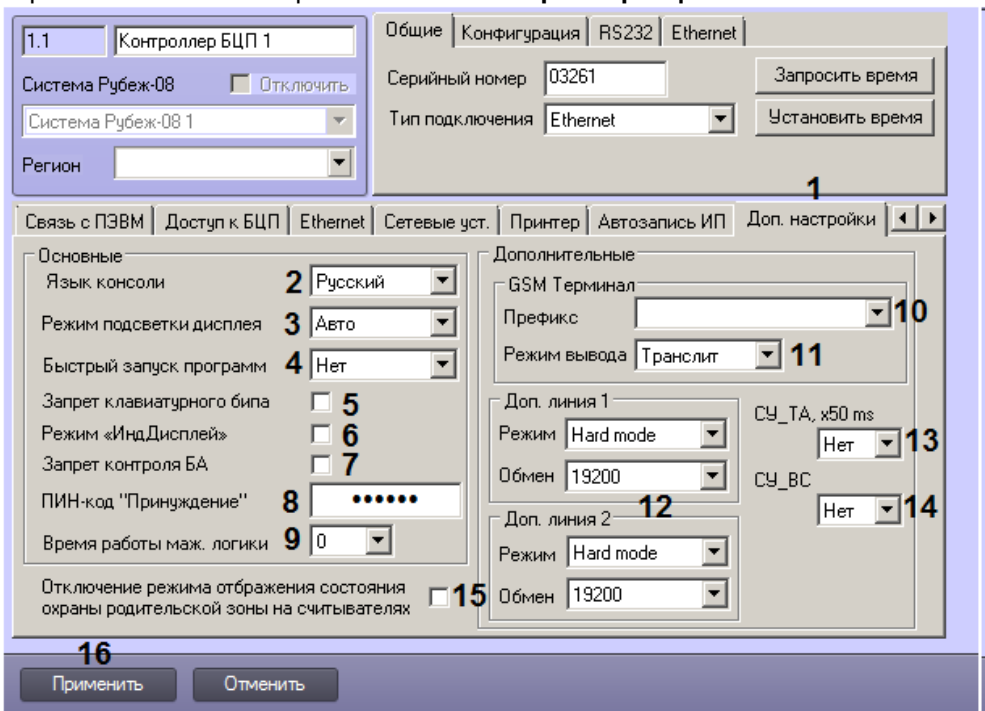 1.1 Контроллер БЦП 1
Система Рубеж-08 Отключить
Система Рубеж-08 1
Регион
Общие Конфигурация RS232 Ethernet
Серийный номер 03261 Запросить время
Тип подключения Ethernet Установить время
1
Связь с ПЭВМ Доступ к БЦП Ethernet Сетевые уст. Принтер Автозапись ИП Доп. настройки
Основные
Язык консоли 2 Русский
Режим подсветки дисплея 3 Авто
Быстрый запуск программ 4 Нет
Запрет клавиатурного бипа 5
Режим «ИндДисплей» 6
Запрет контроля БА 7
ПИН-код "Принуждение" 8 ••••••
Время работы маж. логики 9 0
Отключение режима отбражения состояния
охраны родительской зоны на считывателях 15
Дополнительные
GSM Терминал
Префикс 10
Режим вывода Транслит 11
Доп. линия 1
Режим Hard mode
Обмен 19200
12
Доп. линия 2
Режим Hard mode
Обмен 19200
СУ_ТА, x50 ms
Нет 13
СУ_ВС
Нет 14
16
Применить Отменить